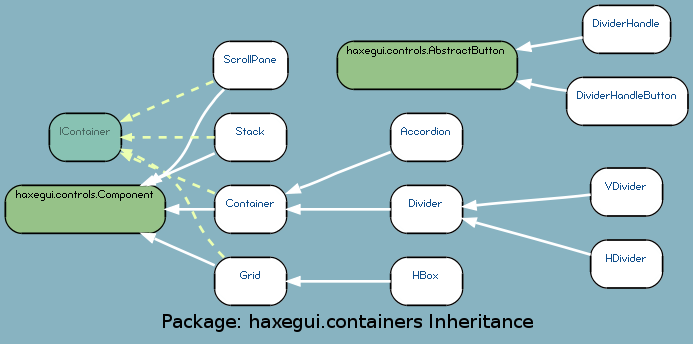 DividerHandle
haxegui.controls.AbstractButton
ScrollPane
DividerHandleButton
IContainer
Stack
Accordion
haxegui.controls.Component
Container
Divider
VDivider
HDivider
Grid
HBox
Package: haxegui.containers Inheritance